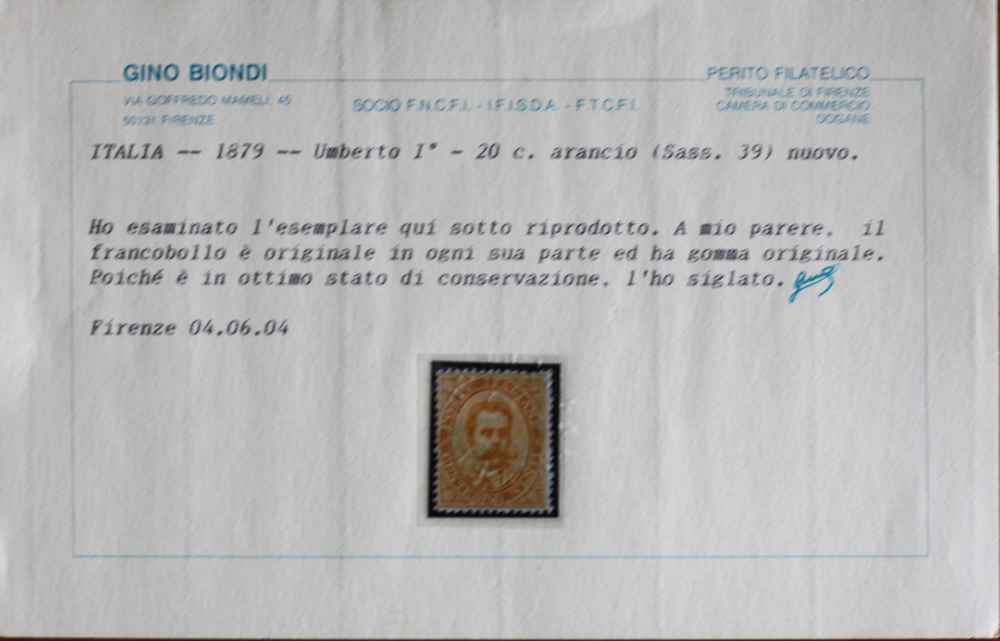 GINO BIONDI
VIA GOFFREDO MAMELI, 45
50131 FIRENZE
SOCIO F.N.C.F.I. - I.F.I.S.D.A. - F.T.C.F.I.
PERITO FILATELICO
TRIBUNALE DI FIRENZE
CAMERA DI COMMERCIO
DOGANE
ITALIA -- 1879 -- Umberto I° - 20 c. arancio (Sass. 39) nuovo.
Ho esaminato l'esemplare qui sotto riprodotto. A mio parere, il
francobollo è originale in ogni sua parte ed ha gomma originale.
Poiché è in ottimo stato di conservazione, l'ho siglato.
Firenze 04.06.04